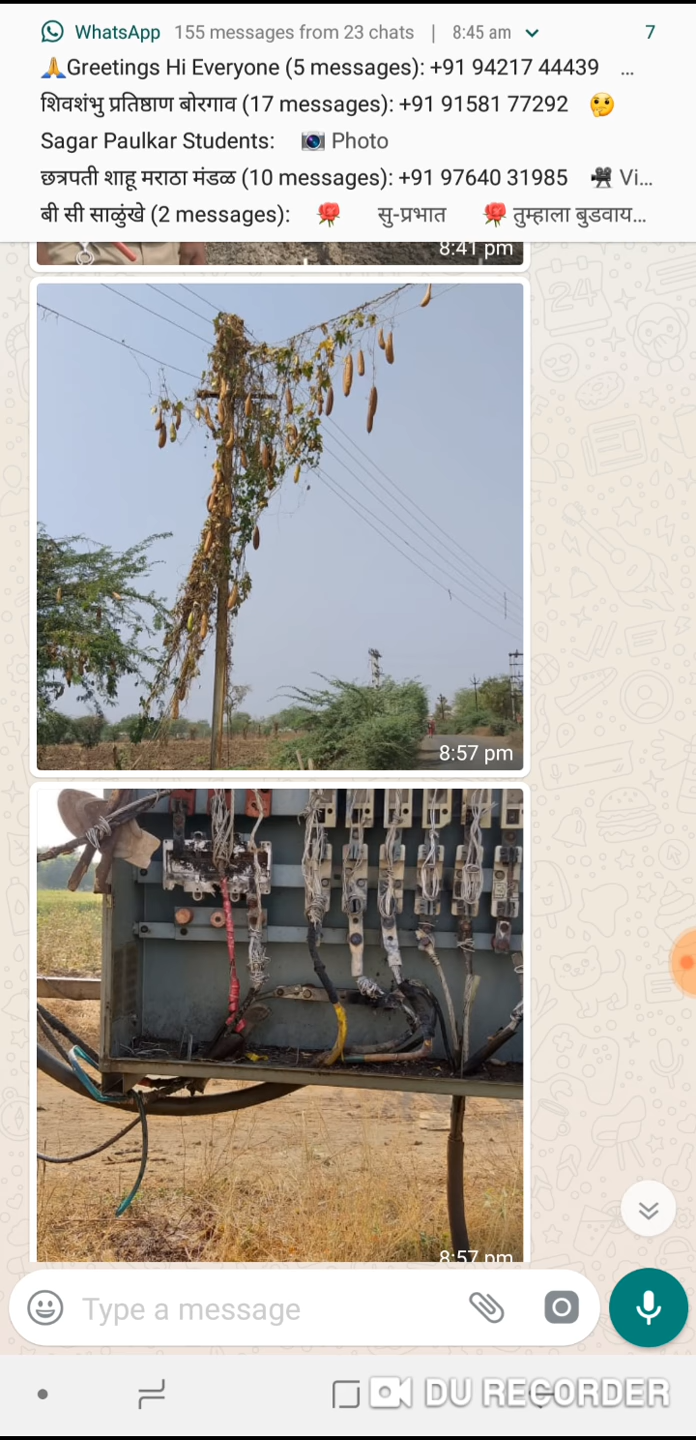 WhatsApp 155 messages from 23 chats | 8:45 am 7
🙏Greetings Hi Everyone (5 messages): +91 94217 44439 ...
शिवशंभु प्रतिष्ठाण बोरगाव (17 messages): +91 91581 77292 🤔
Sagar Paulkar Students: 📷 Photo
छत्रपती शाहू मराठा मंडळ (10 messages): +91 97640 31985 🎥 Vi...
बी सी साळुंखे (2 messages): 🌹 सु-प्रभात 🌹 तुम्हाला बुडवाय...
8:41 pm
8:57 pm
8:57 pm
Type a message
DU RECORDER